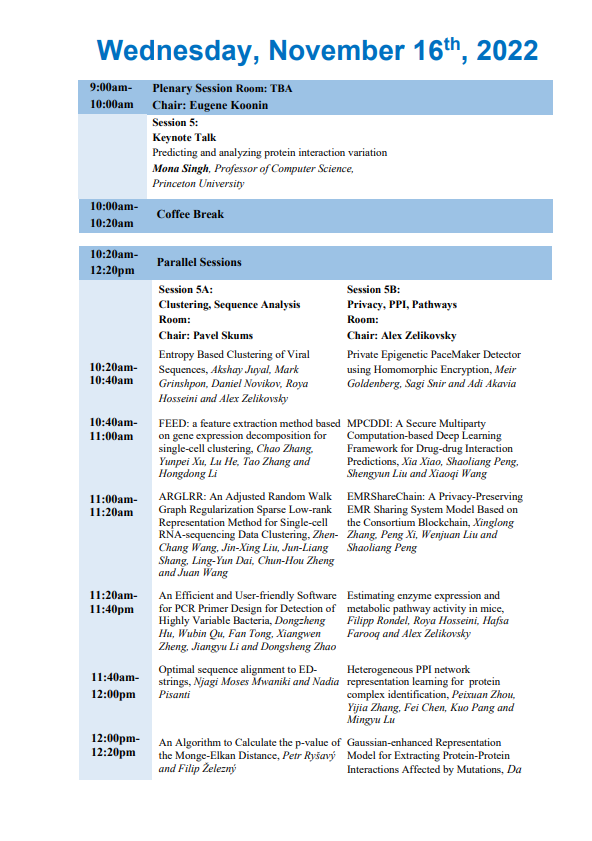 Wednesday, November 16th, 2022
9:00am-
10:00am
Plenary Session Room: TBA
Chair: Eugene Koonin
Session 5:
Keynote Talk
Predicting and analyzing protein interaction variation
Mona Singh, Professor of Computer Science,
Princeton University
10:00am-
10:20am
Coffee Break
10:20am-
12:20pm
Parallel Sessions
Session 5A:
Clustering, Sequence Analysis
Room:
Chair: Pavel Skums
Session 5B:
Privacy, PPI, Pathways
Room:
Chair: Alex Zelikovsky
10:20am-
10:40am
Entropy Based Clustering of Viral
Sequences, Akshay Juyal, Mark
Grinshpon, Daniel Novikov, Roya
Hosseini and Alex Zelikovsky
Private Epigenetic PaceMaker Detector
using Homomorphic Encryption, Meir
Goldenberg, Sagi Snir and Adi Akavia
10:40am-
11:00am
FEED: a feature extraction method based
on gene expression decomposition for
single-cell clustering, Chao Zhang,
Yunpei Xu, Lu He, Tao Zhang and
Hongdong Li
MPCDDI: A Secure Multiparty
Computation-based Deep Learning
Framework for Drug-drug Interaction
Predictions, Xia Xiao, Shaoliang Peng,
Shengyun Liu and Xiaoqi Wang
11:00am-
11:20am
ARGLRR: An Adjusted Random Walk
Graph Regularization Sparse Low-rank
Representation Method for Single-cell
RNA-sequencing Data Clustering, Zhen-
Chang Wang, Jin-Xing Liu, Jun-Liang
Shang, Ling-Yun Dai, Chun-Hou Zheng
and Juan Wang
EMRShareChain: A Privacy-Preserving
EMR Sharing System Model Based on
the Consortium Blockchain, Xinglong
Zhang, Peng Xi, Wenjuan Liu and
Shaoliang Peng
11:20am-
11:40pm
An Efficient and User-friendly Software
for PCR Primer Design for Detection of
Highly Variable Bacteria, Dongzheng
Hu, Wubin Qu, Fan Tong, Xiangwen
Zheng, Jiangyu Li and Dongsheng Zhao
Estimating enzyme expression and
metabolic pathway activity in mice,
Filipp Rondel, Roya Hosseini, Hafsa
Farooq and Alex Zelikovsky
11:40am-
12:00pm
Optimal sequence alignment to ED-
strings, Njagi Moses Mwaniki and Nadia
Pisanti
Heterogeneous PPI network
representation learning for protein
complex identification, Peixuan Zhou,
Yijia Zhang, Fei Chen, Kuo Pang and
Mingyu Lu
12:00pm-
12:20pm
An Algorithm to Calculate the p-value of
the Monge-Elkan Distance, Petr Ryšavý
and Filip Železný
Gaussian-enhanced Representation
Model for Extracting Protein-Protein
Interactions Affected by Mutations, Da